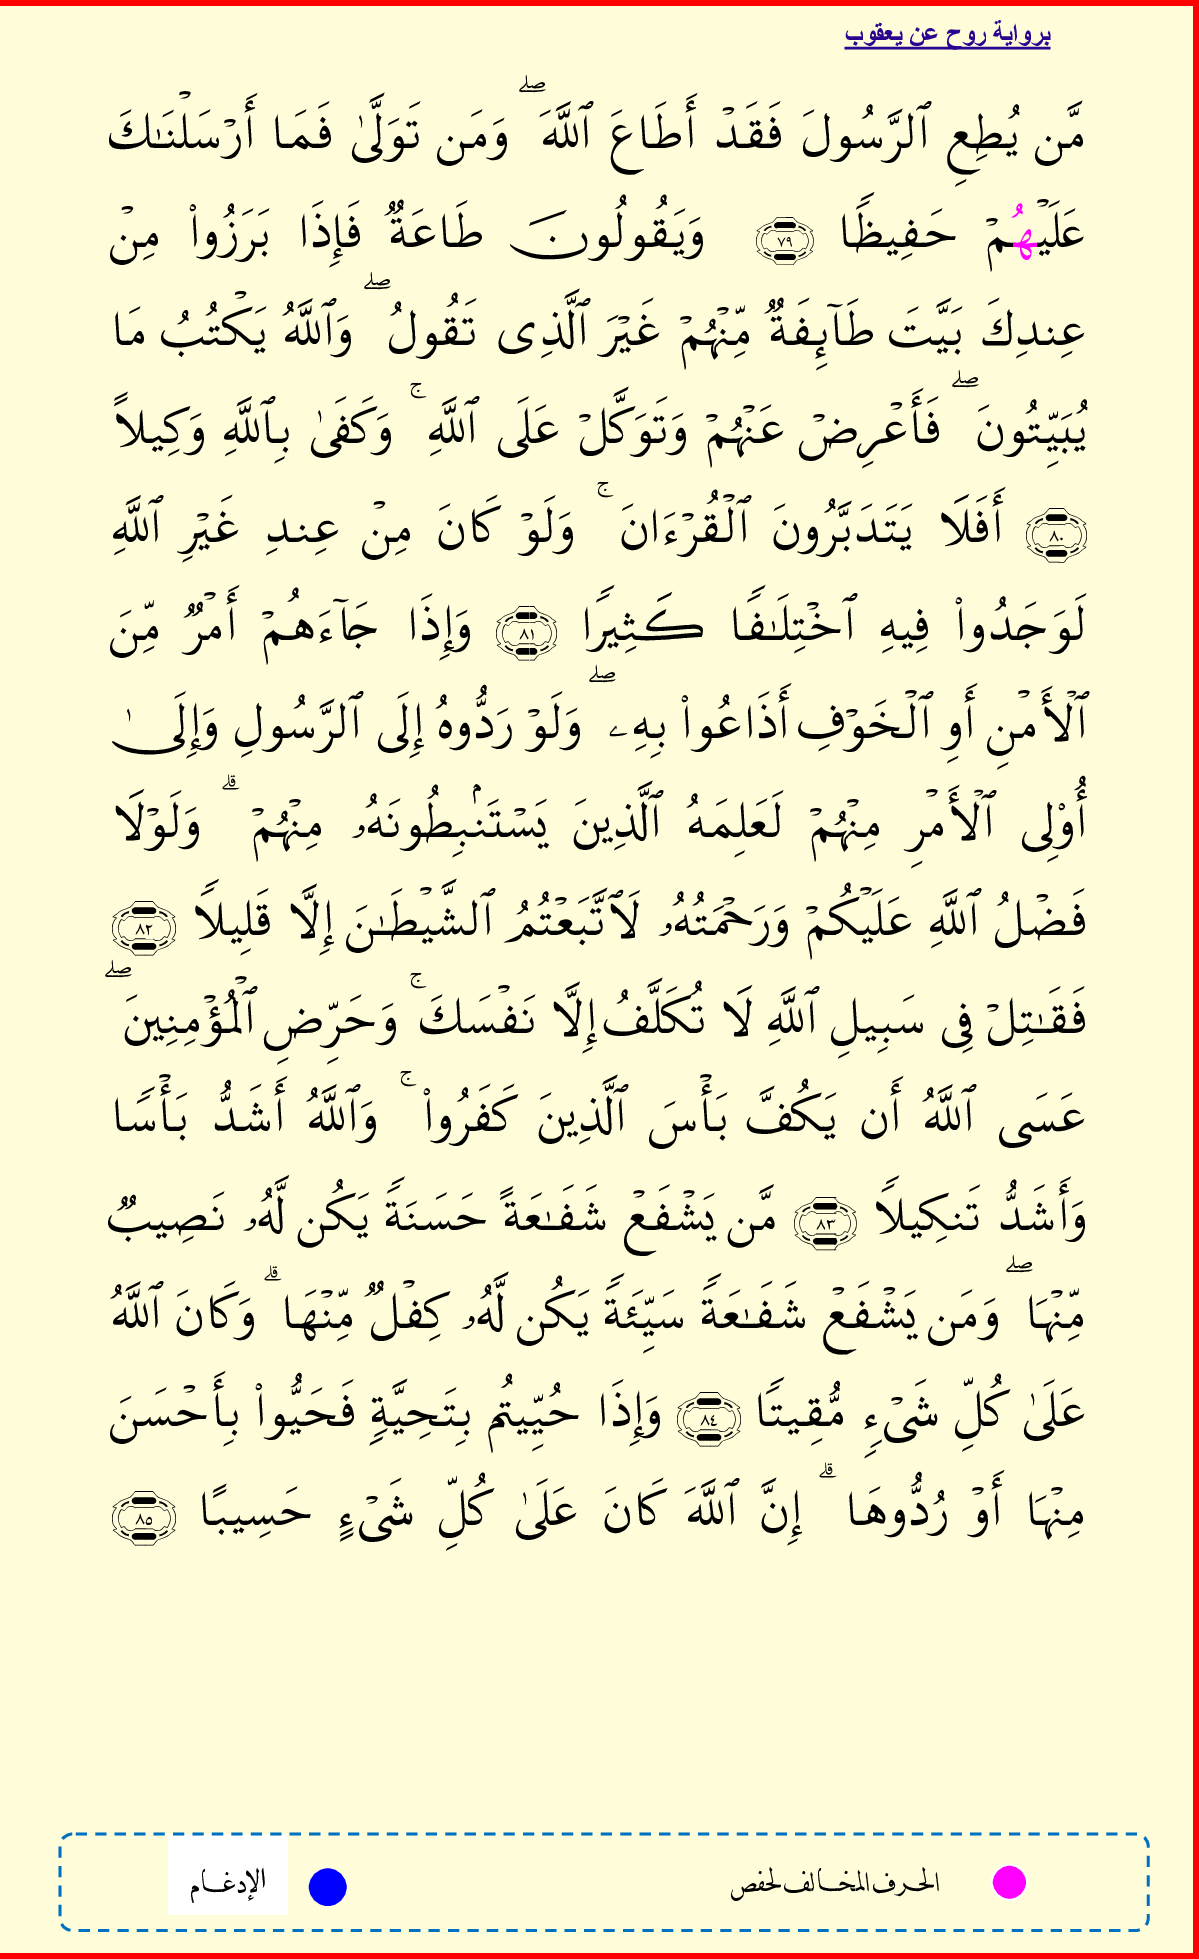 برواية روح عن يعقوب
مَّن يُطِعِ ٱلرَّسُولَ فَقَدۡ أَطَاعَ ٱللَّهَۖ وَمَن تَوَلَّىٰ فَمَا أَرۡسَلۡنَٰكَ
عَلَيۡهُمۡ حَفِيظٗا ٧٩ وَيَقُولُونَ طَاعَةٞ فَإِذَا بَرَزُواْ مِنۡ
عِندِكَ بَيَّتَ طَآئِفَةٞ مِّنۡهُمۡ غَيۡرَ ٱلَّذِى تَقُولُۖ وَٱللَّهُ يَكۡتُبُ مَا
يُبَيِّتُونَۖ فَأَعۡرِضۡ عَنۡهُمۡ وَتَوَكَّلۡ عَلَى ٱللَّهِۚ وَكَفَىٰ بِٱللَّهِ وَكِيلاً
٨٠ أَفَلَا يَتَدَبَّرُونَ ٱلۡقُرۡءَانَۚ وَلَوۡ كَانَ مِنۡ عِندِ غَيۡرِ ٱللَّهِ
لَوَجَدُواْ فِيهِ ٱخۡتِلَٰفٗا كَثِيرٗا ٨١ وَإِذَا جَآءَهُمۡ أَمۡرٞ مِّنَ
ٱلۡأَمۡنِ أَوِ ٱلۡخَوۡفِ أَذَاعُواْ بِهِۦۖ وَلَوۡ رَدُّوهُ إِلَى ٱلرَّسُولِ وَإِلَىٰ
أُوْلِى ٱلۡأَمۡرِ مِنۡهُمۡ لَعَلِمَهُ ٱلَّذِينَ يَسۡتَنۢبِطُونَهُۥ مِنۡهُمۡۗ وَلَوۡلَا
فَضۡلُ ٱللَّهِ عَلَيۡكُمۡ وَرَحۡمَتُهُۥ لَٱتَّبَعۡتُمُ ٱلشَّيۡطَٰنَ إِلَّا قَلِيلاً ٨٢
فَقَٰتِلۡ فِى سَبِيلِ ٱللَّهِ لَا تُكَلَّفُ إِلَّا نَفۡسَكَۚ وَحَرِّضِ ٱلۡمُؤۡمِنِينَۖ
عَسَى ٱللَّهُ أَن يَكُفَّ بَأۡسَ ٱلَّذِينَ كَفَرُواْۚ وَٱللَّهُ أَشَدُّ بَأۡسٗا
وَأَشَدُّ تَنكِيلاً ٨٣ مَّن يَشۡفَعۡ شَفَٰعَةً حَسَنَةٗ يَكُن لَّهُۥ نَصِيبٞ
مِّنۡهَاۖ وَمَن يَشۡفَعۡ شَفَٰعَةٗ سَيِّئَةٗ يَكُن لَّهُۥ كِفۡلٞ مِّنۡهَاۗ وَكَانَ ٱللَّهُ
عَلَىٰ كُلِّ شَىۡءٖ مُّقِيتٗا ٨٤ وَإِذَا حُيِّيتُم بِتَحِيَّةٖ فَحَيُّواْ بِأَحۡسَنَ
مِنۡهَا أَوۡ رُدُّوهَاۗ إِنَّ ٱللَّهَ كَانَ عَلَىٰ كُلِّ شَىۡءٍ حَسِيبًا ٨٥
الحرف المخالف لحفص
الإدغام